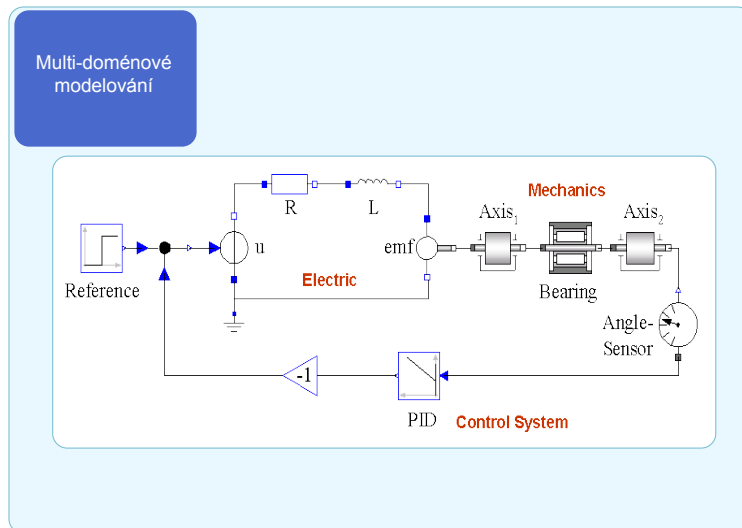 Multi-doménové
modelování
Mechanics
R
L
Axis₁
Axis₂
Reference
u
Electric
emf
Bearing
Angle-
Sensor
-1
PID
Control System